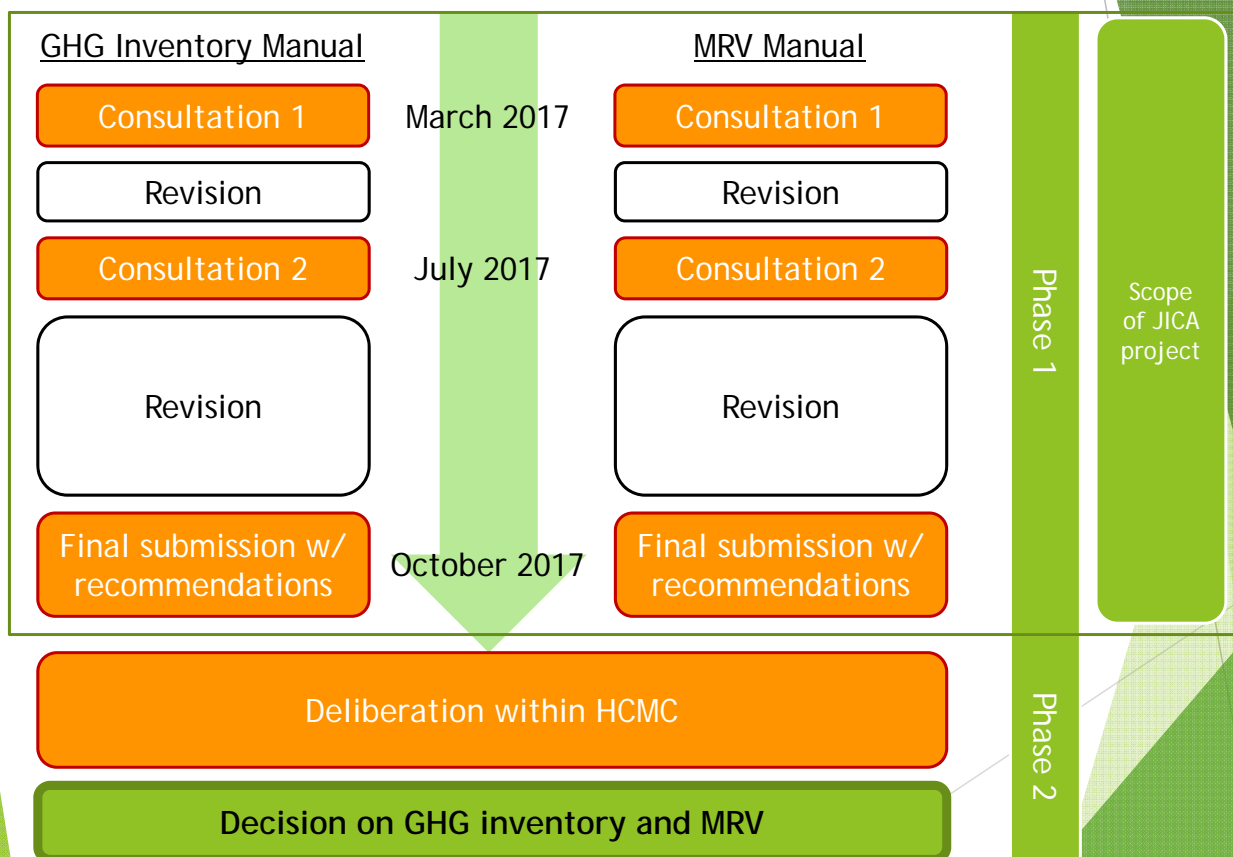 GHG Inventory Manual
MRV Manual
Consultation 1
March 2017
Consultation 1
Revision
Revision
Consultation 2
July 2017
Consultation 2
Revision
Revision
Final submission w/
recommendations
October 2017
Final submission w/
recommendations
Phase 1
Scope
of JICA
project
Deliberation within HCMC
Phase 2
Decision on GHG inventory and MRV